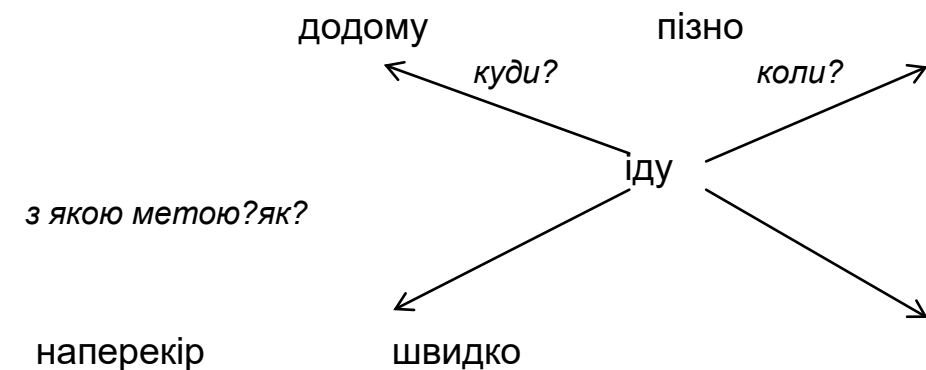 додому пізно
куди? коли?
іду
з якою метою?як?
наперекір швидко